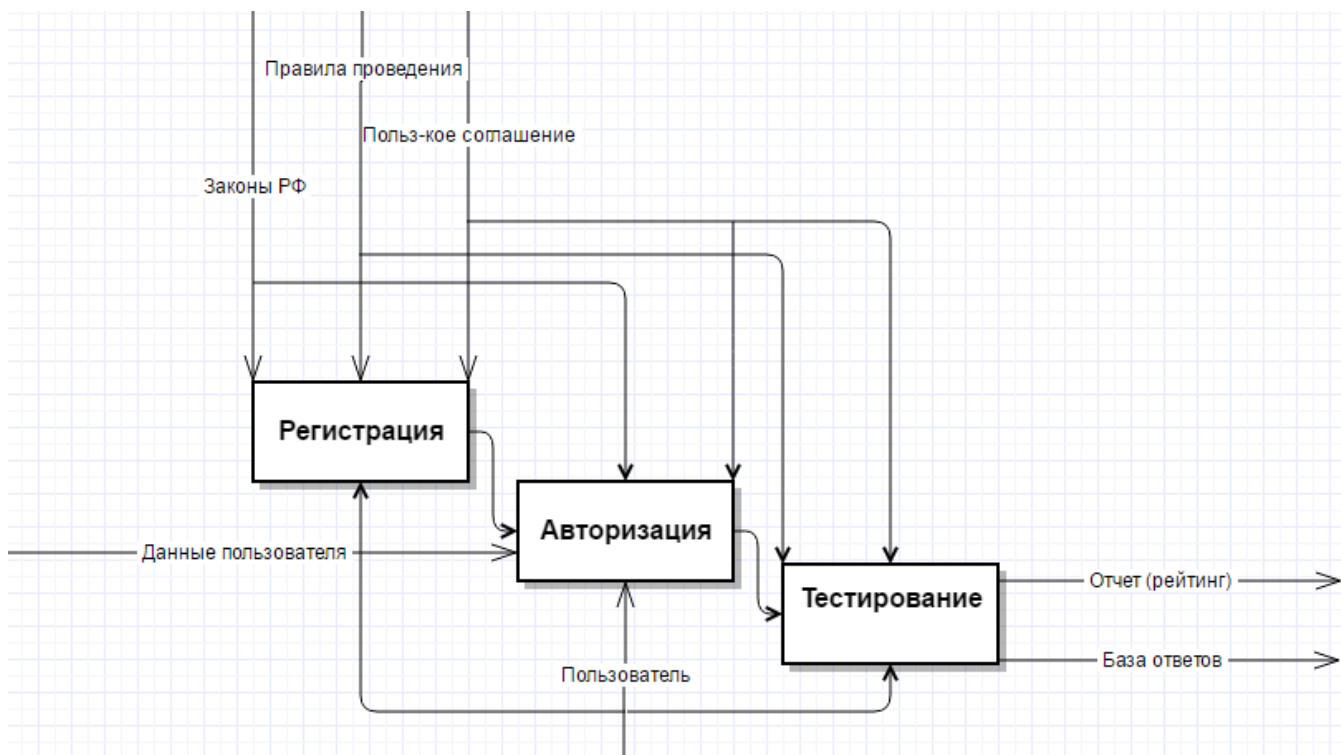 Правила проведения
Польз-кое соглашение
Законы РФ
Регистрация
Авторизация
Данные пользователя
Тестирование
Отчет (рейтинг)
База ответов
Пользователь